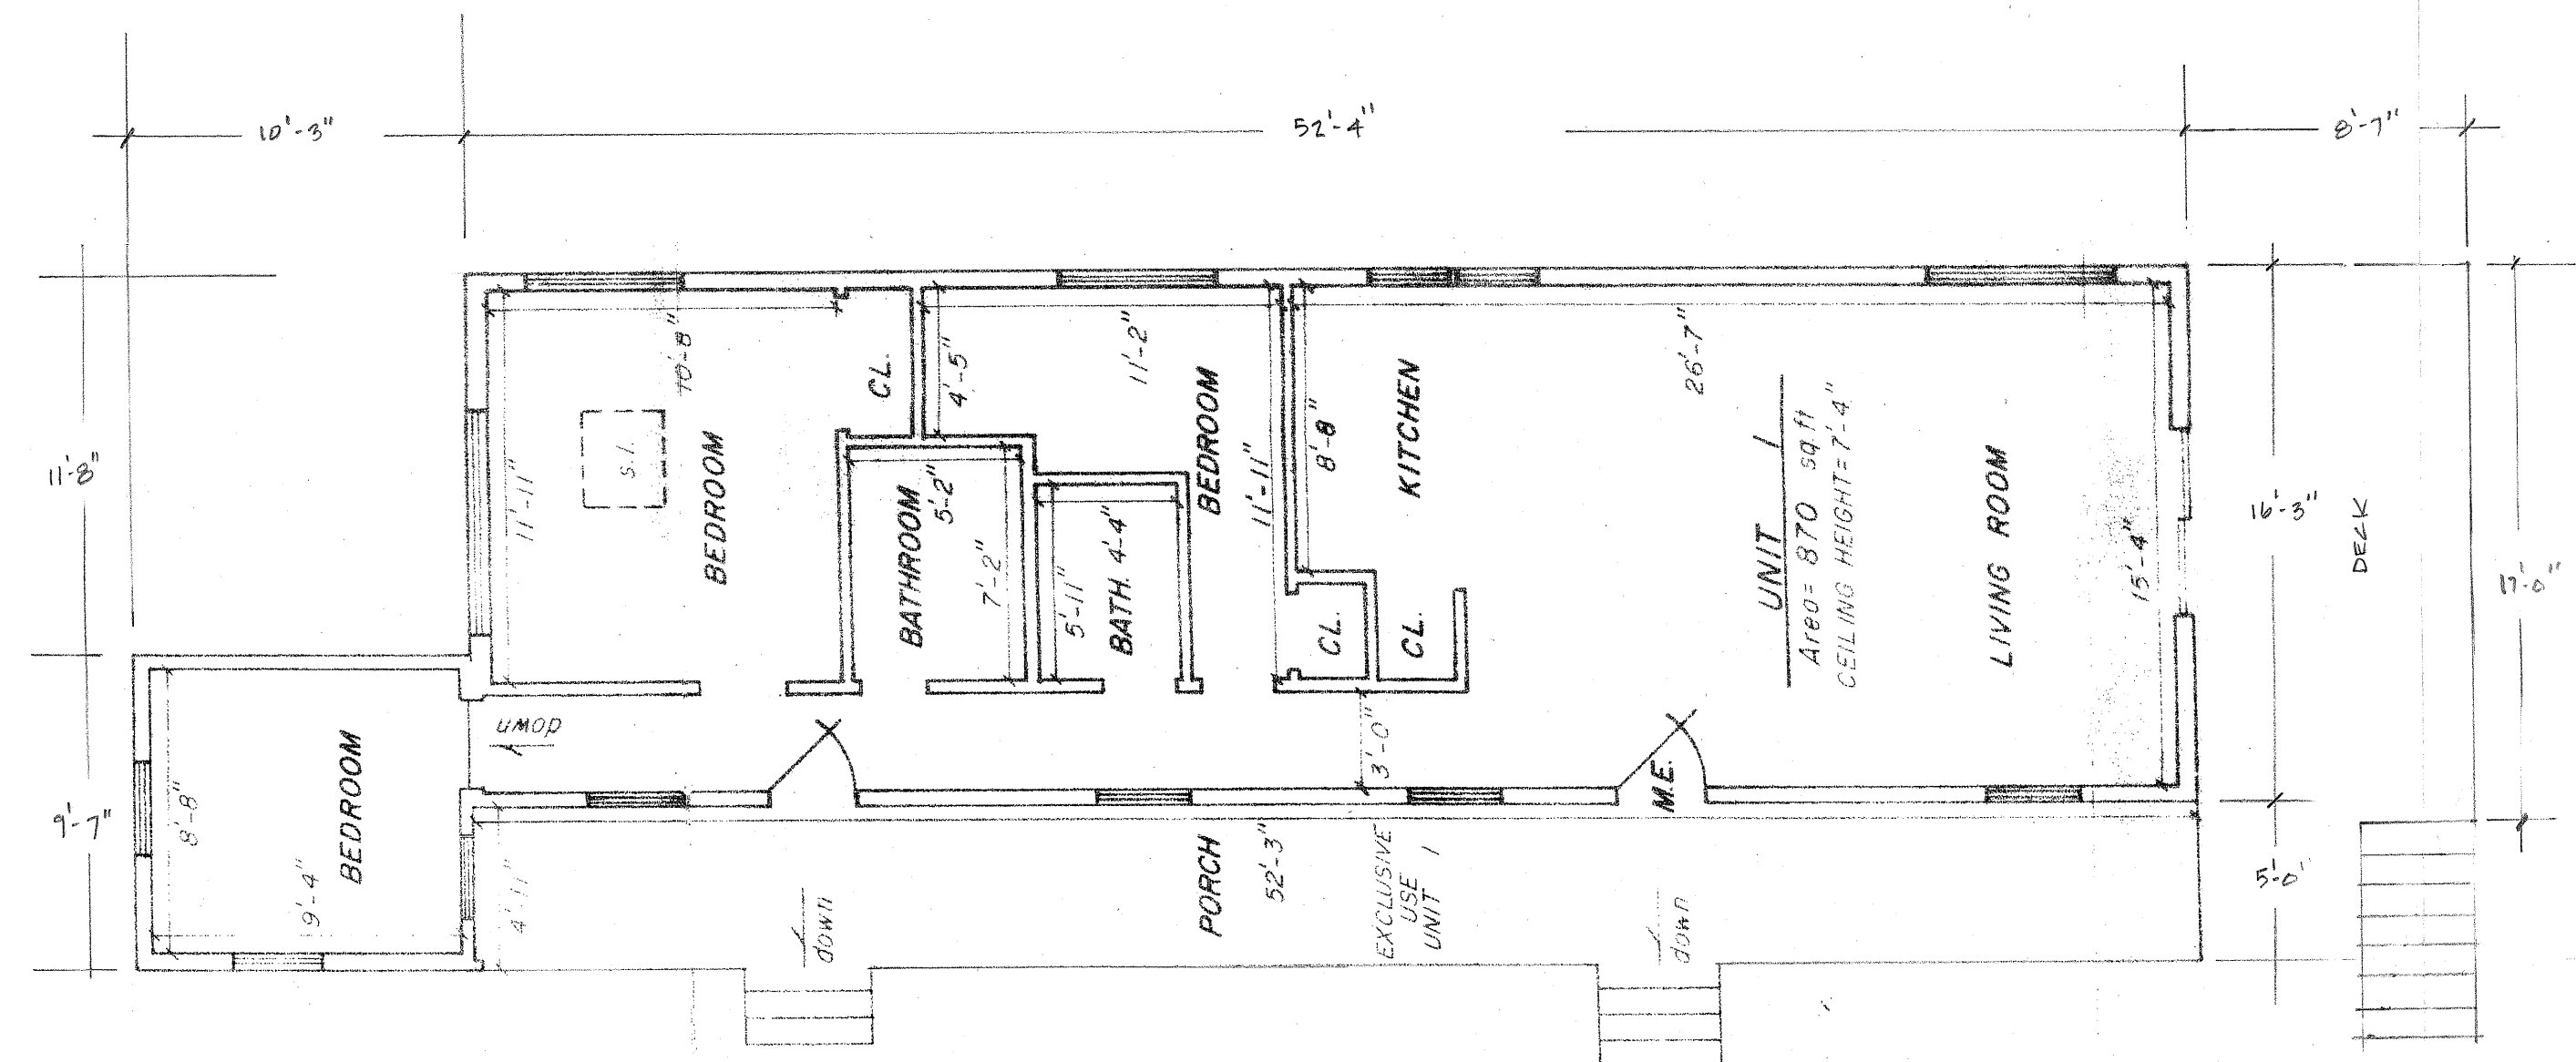 10'-3"
52'-4"
8'-7"
11'-8"
9'-7"
16'-3"
5'-0"
DECK
10'-8"
11'-11"
s.l.
BEDROOM
CL.
4'-5"
11'-2"
BEDROOM
11'-11"
BATHROOM
5'-2"
7'-2"
5'-11"
BATH. 4'-4"
8'-8"
KITCHEN
CL.
CL.
26'-7"
UNIT 1
Area= 870 sq.ft
CEILING HEIGHT=7'-4"
LIVING ROOM
15'-4"
down
3'-0"
M.E.
8'-8"
9'-4"
BEDROOM
4'-11"
down
PORCH
52'-3"
EXCLUSIVE
USE
UNIT 1
down